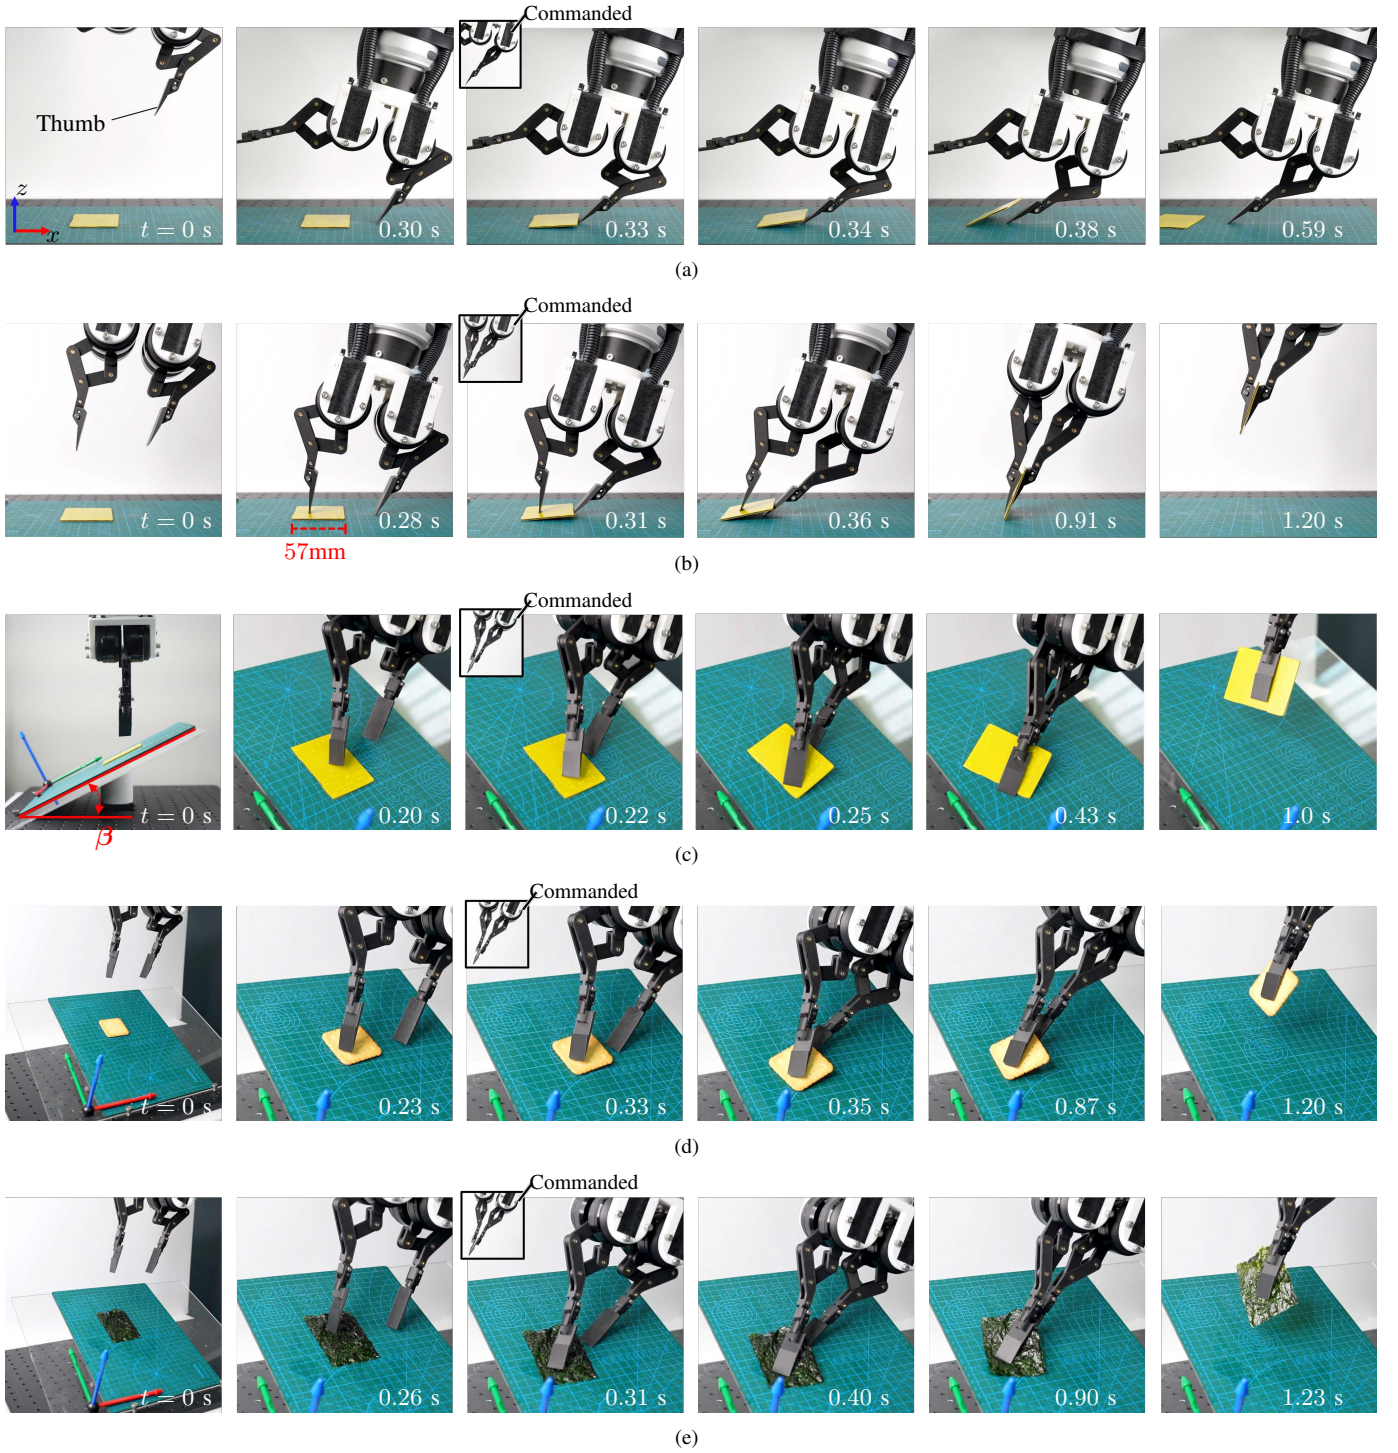 Commanded
Thumb
z
x
t = 0 s
0.30 s
0.33 s
0.34 s
0.38 s
0.59 s
(a)
Commanded
t = 0 s
0.28 s
0.31 s
0.36 s
0.91 s
1.20 s
57mm
(b)
Commanded
t = 0 s
0.20 s
0.22 s
0.25 s
0.43 s
1.0 s
β
(c)
Commanded
t = 0 s
0.23 s
0.33 s
0.35 s
0.87 s
1.20 s
(d)
Commanded
t = 0 s
0.26 s
0.31 s
0.40 s
0.90 s
1.23 s
(e)